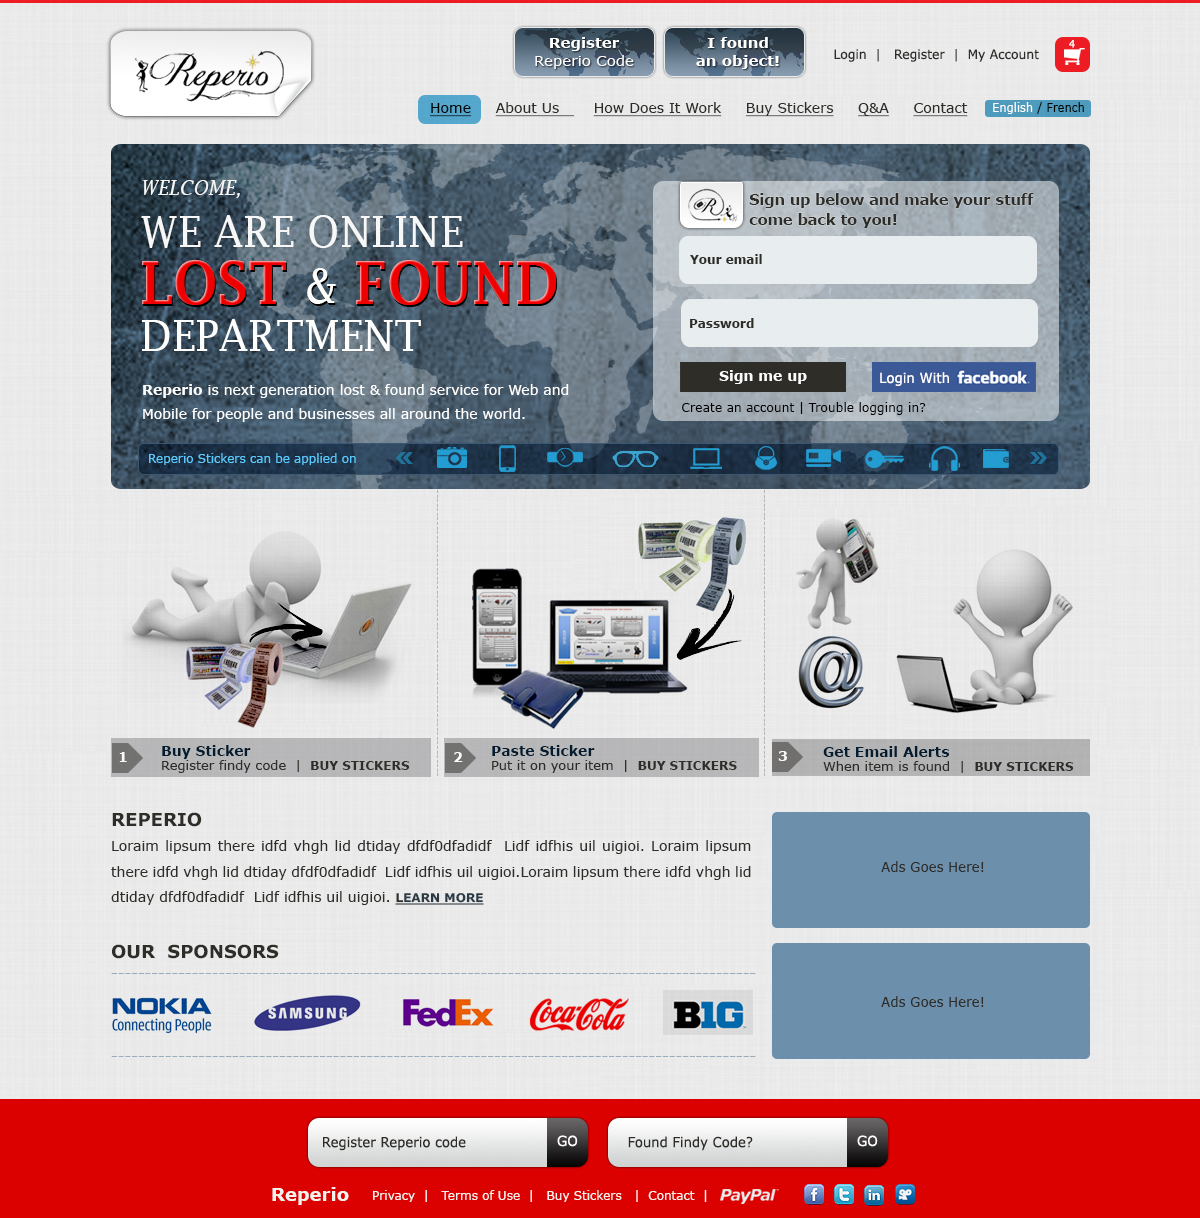 Reperio
Register
Reperio Code
I found
an object!
Login | Register | My Account
4
Home About Us How Does It Work Buy Stickers Q&A Contact English / French
WELCOME,
WE ARE ONLINE
LOST & FOUND
DEPARTMENT
Reperio is next generation lost & found service for Web and
Mobile for people and businesses all around the world.
R
Sign up below and make your stuff
come back to you!
Your email
Password
Sign me up
Login With facebook.
Create an account | Trouble logging in?
Reperio Stickers can be applied on
1
Buy Sticker
Register findy code | BUY STICKERS
2
Paste Sticker
Put it on your item | BUY STICKERS
3
Get Email Alerts
When item is found | BUY STICKERS
REPERIO
Loraim lipsum there idfd vhgh lid dtiday dfdf0dfadidf Lidf idfhis uil uigioi. Loraim lipsum
there idfd vhgh lid dtiday dfdf0dfadidf Lidf idfhis uil uigioi.Loraim lipsum there idfd vhgh lid
dtiday dfdf0dfadidf Lidf idfhis uil uigioi. LEARN MORE
Ads Goes Here!
OUR SPONSORS
NOKIA
Connecting People
SAMSUNG
FedEx
Coca-Cola
B1G
Ads Goes Here!
Register Reperio code GO
Found Findy Code? GO
Reperio Privacy | Terms of Use | Buy Stickers | Contact | PayPal
f t in